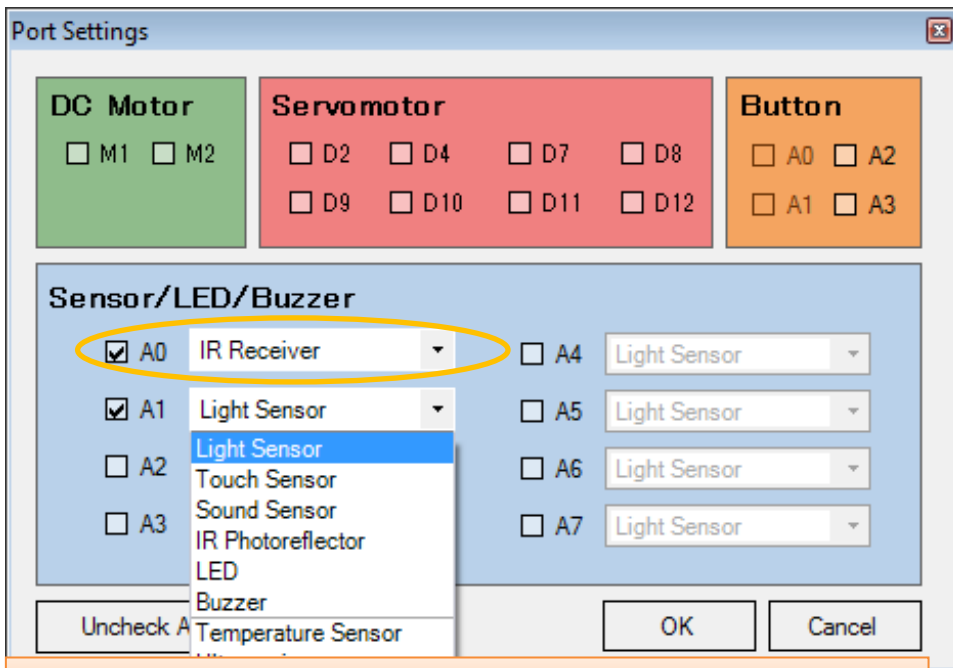 Port Settings
DC Motor
M1 M2
Servomotor
D2 D4 D7 D8
D9 D10 D11 D12
Button
A0 A2
A1 A3
Sensor/LED/Buzzer
A0 IR Receiver
A1 Light Sensor
Light Sensor
Touch Sensor
Sound Sensor
IR Photoreflector
LED
Buzzer
Temperature Sensor
A2
A3
A4 Light Sensor
A5 Light Sensor
A6 Light Sensor
A7 Light Sensor
Uncheck A
OK
Cancel